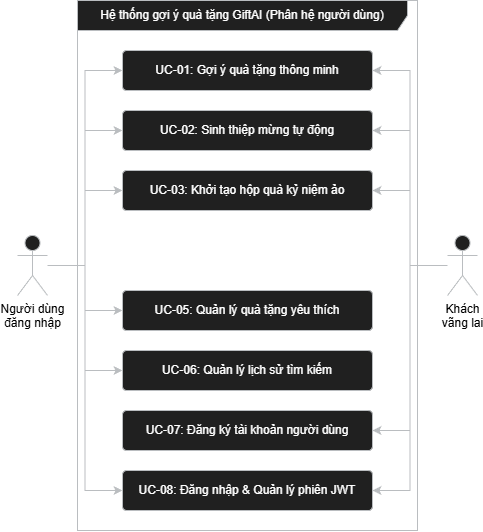 Hệ thống gợi ý quà tặng GiftAI (Phân hệ người dùng)
UC-01: Gợi ý quà tặng thông minh
UC-02: Sinh thiệp mừng tự động
UC-03: Khởi tạo hộp quà kỷ niệm ảo
Người dùng
đăng nhập
Khách
vãng lai
UC-05: Quản lý quà tặng yêu thích
UC-06: Quản lý lịch sử tìm kiếm
UC-07: Đăng ký tài khoản người dùng
UC-08: Đăng nhập & Quản lý phiên JWT